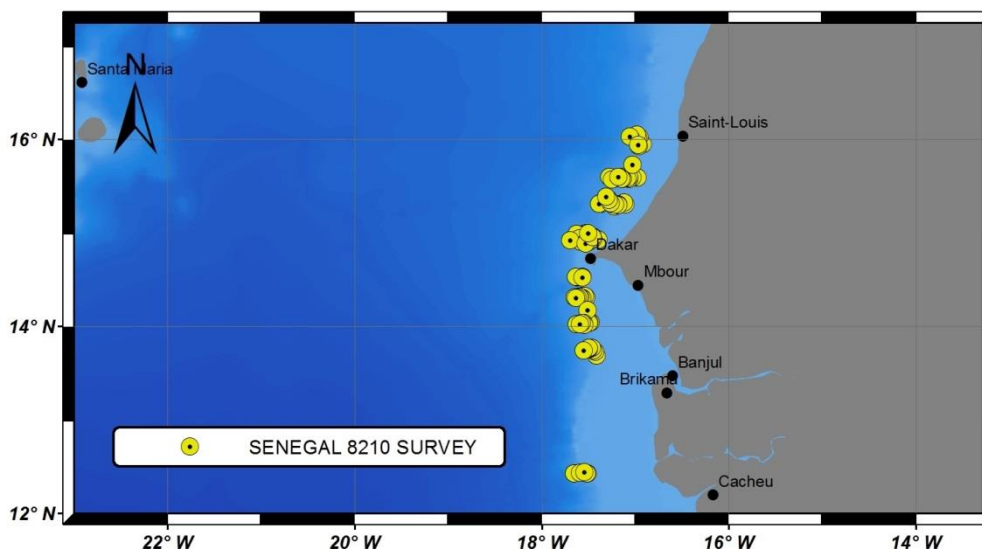 N
Santa Maria
16° N
Saint-Louis
Dakar
Mbour
14° N
Banjul
Brikama
SENEGAL 8210 SURVEY
Cacheu
12° N
22° W
20° W
18° W
16° W
14° W